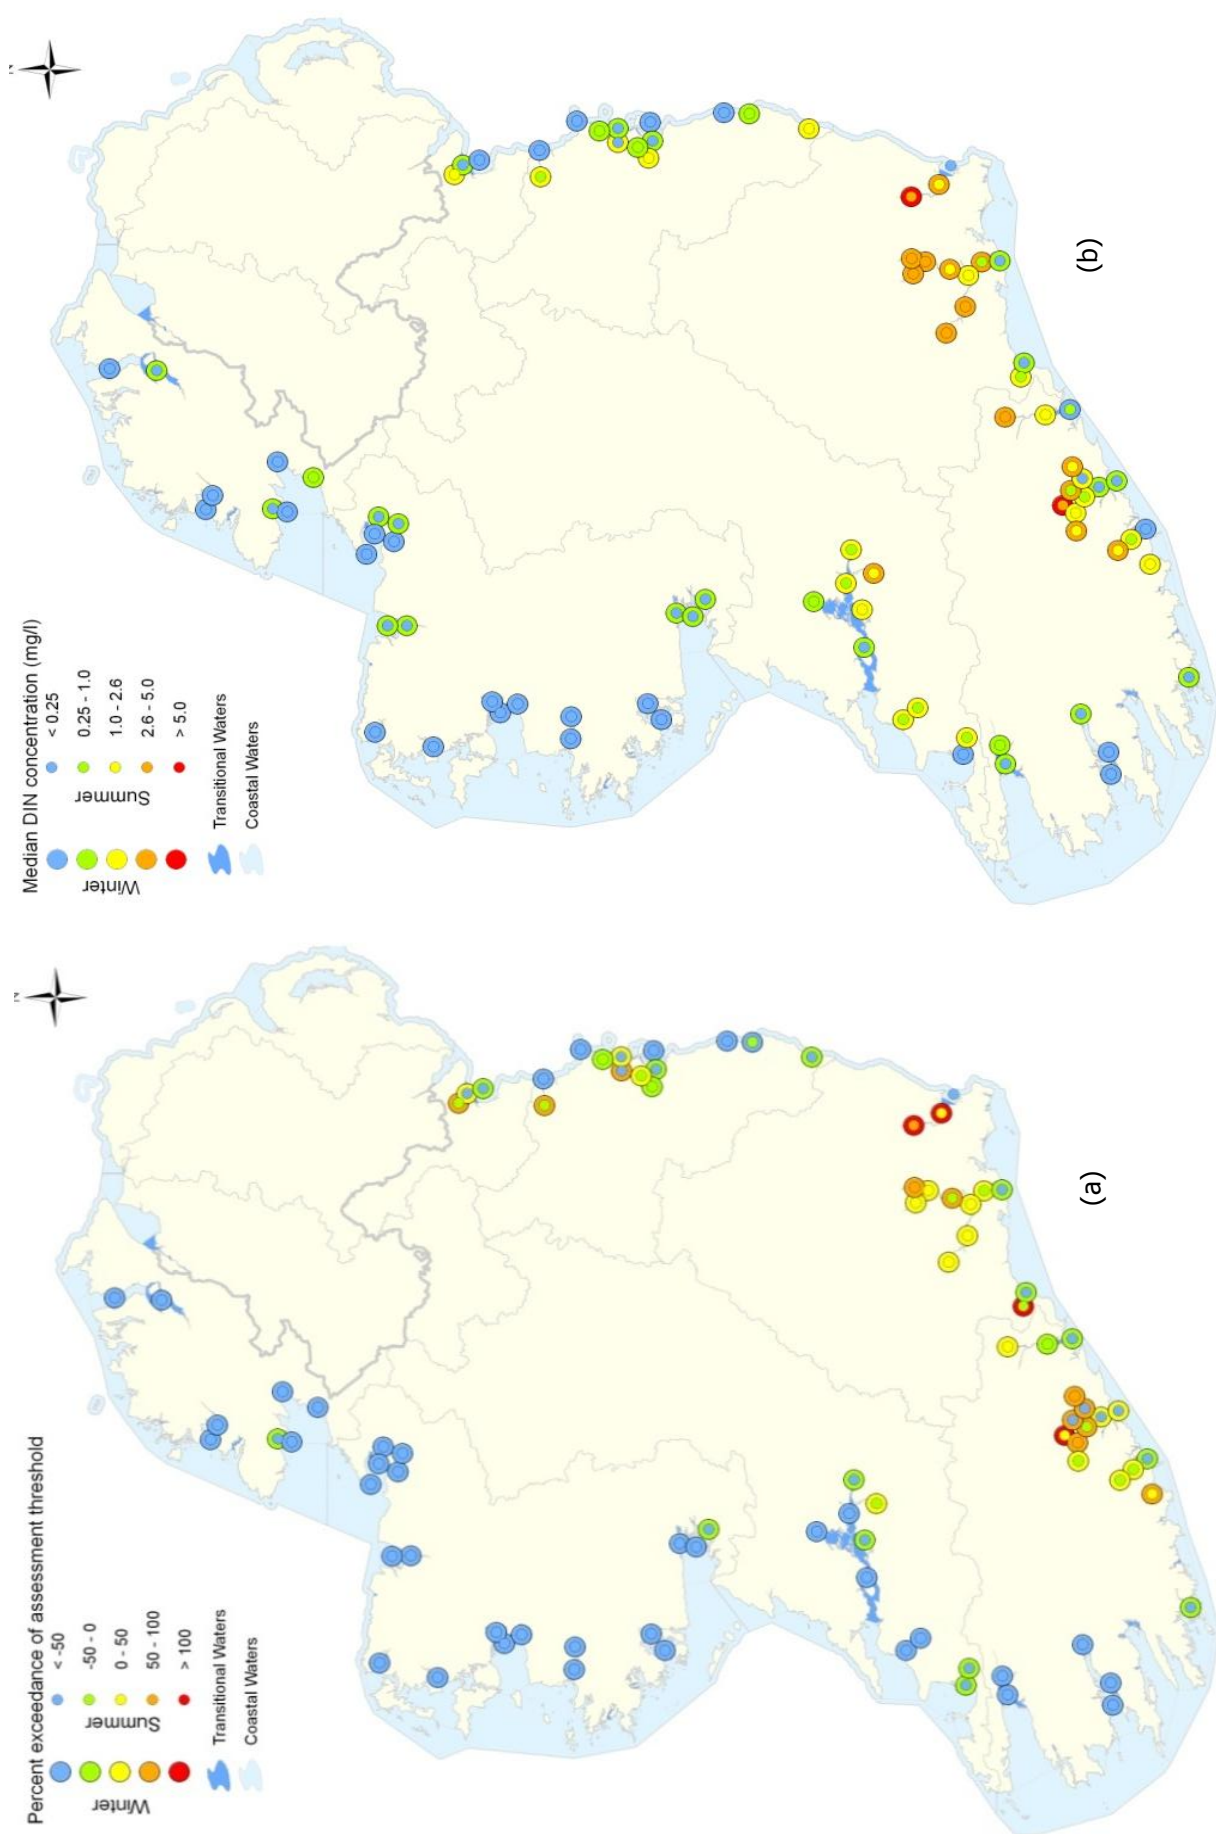 Percent exceedance of assessment threshold
Winter
Summer
< -50
-50 - 0
0 - 50
50 - 100
> 100
Transitional Waters
Coastal Waters
(a)
Median DIN concentration (mg/l)
Winter
Summer
< 0.25
0.25 - 1.0
1.0 - 2.6
2.6 - 5.0
> 5.0
Transitional Waters
Coastal Waters
(b)